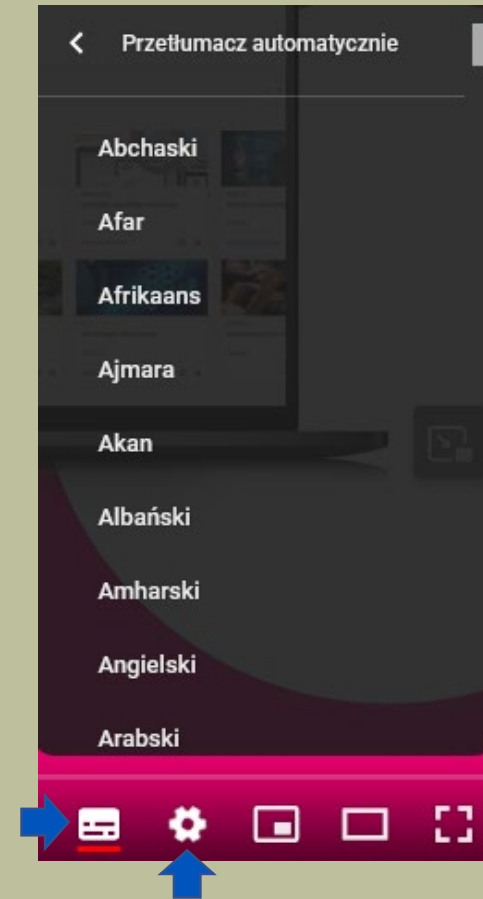 Przetłumacz automatycznie
Abchaski
Afar
Afrikaans
Ajmara
Akan
Albański
Amharski
Angielski
Arabski